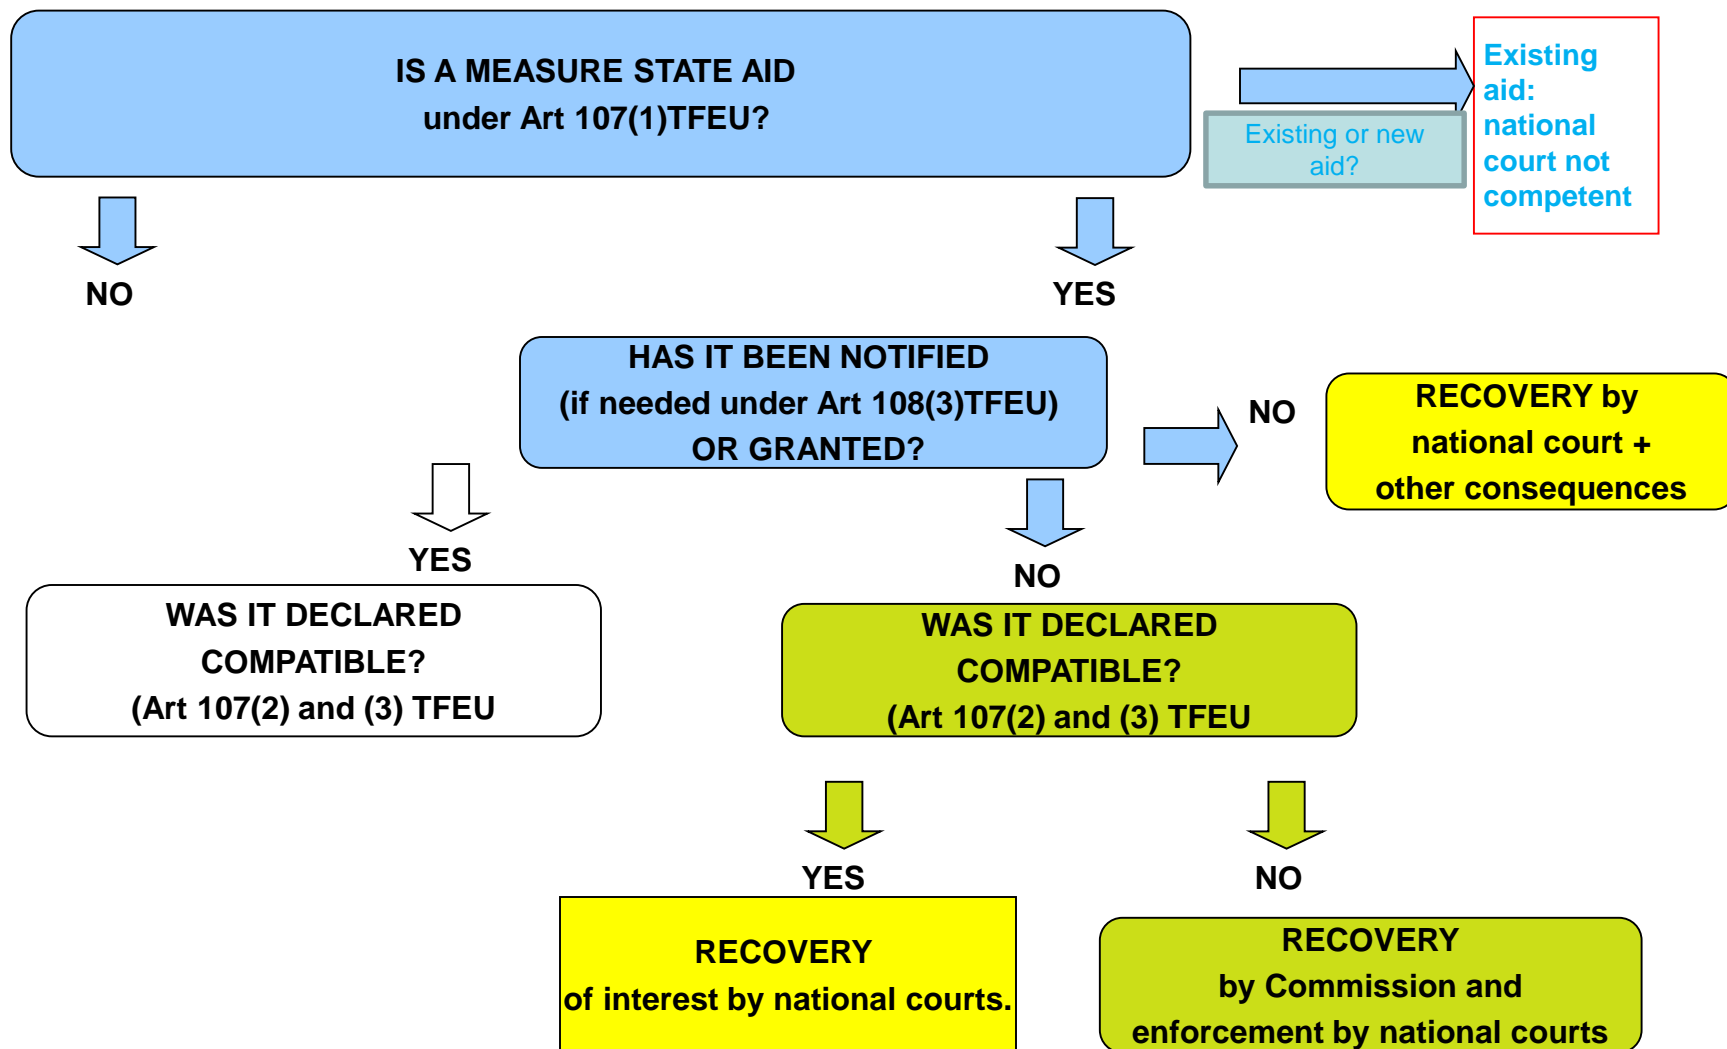 IS A MEASURE STATE AID
under Art 107(1)TFEU?
Existing or new
aid?
Existing
aid:
national
court not
competent
NO
YES
HAS IT BEEN NOTIFIED
(if needed under Art 108(3)TFEU)
OR GRANTED?
NO
RECOVERY by
national court +
other consequences
YES
NO
WAS IT DECLARED
COMPATIBLE?
(Art 107(2) and (3) TFEU
WAS IT DECLARED
COMPATIBLE?
(Art 107(2) and (3) TFEU
YES
NO
RECOVERY
of interest by national courts.
RECOVERY
by Commission and
enforcement by national courts